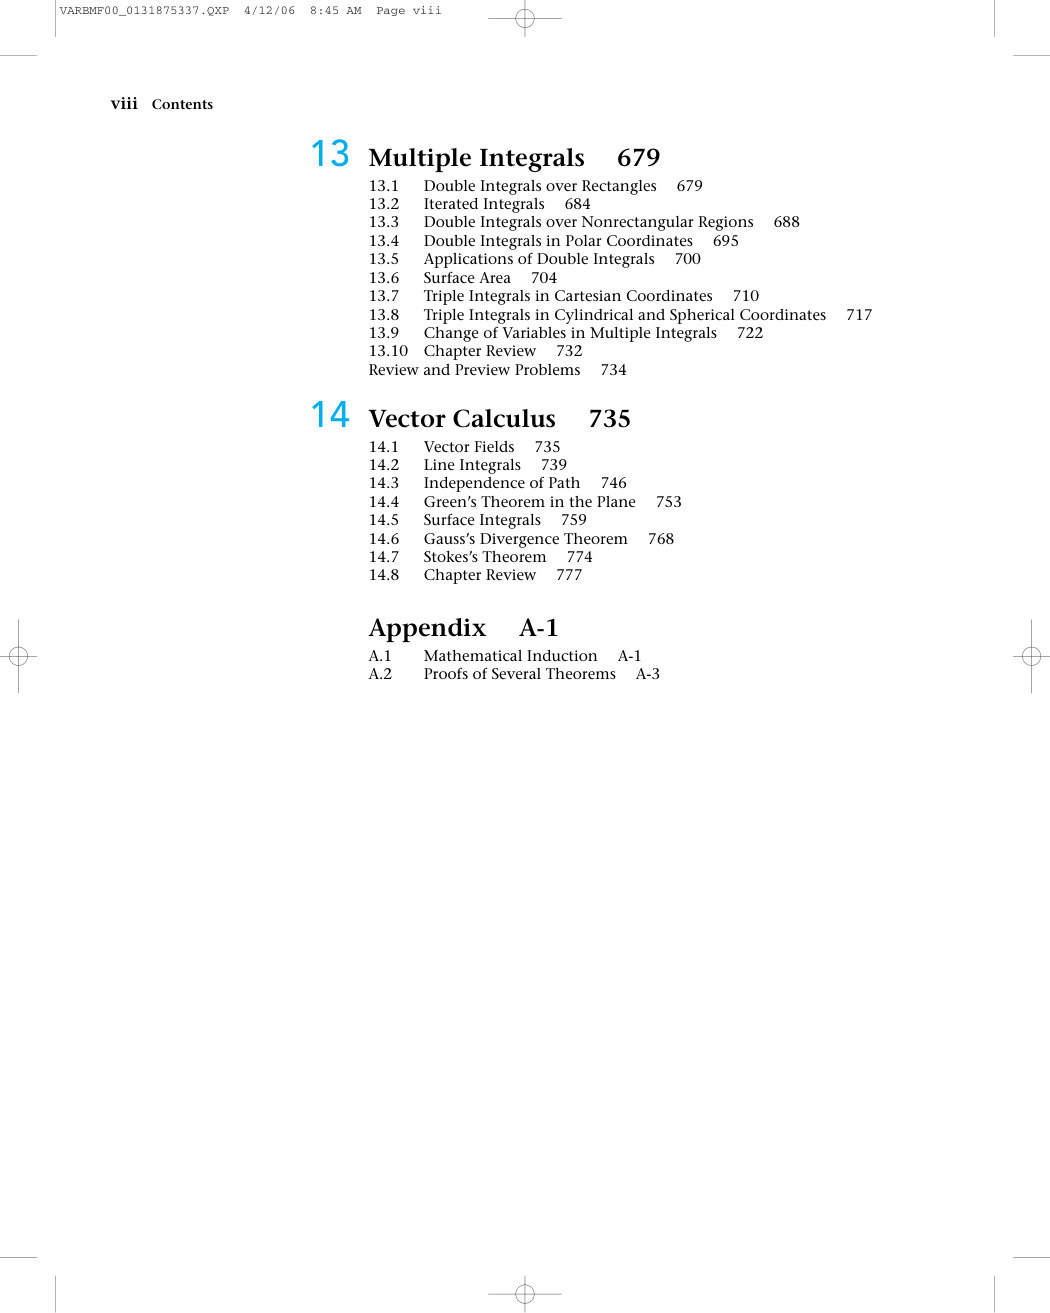 VARBMF00_0131875337.QXP 4/12/06 8:45 AM Page viii
viii Contents
13 Multiple Integrals 679
13.1 Double Integrals over Rectangles 679
13.2 Iterated Integrals 684
13.3 Double Integrals over Nonrectangular Regions 688
13.4 Double Integrals in Polar Coordinates 695
13.5 Applications of Double Integrals 700
13.6 Surface Area 704
13.7 Triple Integrals in Cartesian Coordinates 710
13.8 Triple Integrals in Cylindrical and Spherical Coordinates 717
13.9 Change of Variables in Multiple Integrals 722
13.10 Chapter Review 732
Review and Preview Problems 734
14 Vector Calculus 735
14.1 Vector Fields 735
14.2 Line Integrals 739
14.3 Independence of Path 746
14.4 Green’s Theorem in the Plane 753
14.5 Surface Integrals 759
14.6 Gauss’s Divergence Theorem 768
14.7 Stokes’s Theorem 774
14.8 Chapter Review 777
Appendix A-1
A.1 Mathematical Induction A-1
A.2 Proofs of Several Theorems A-3